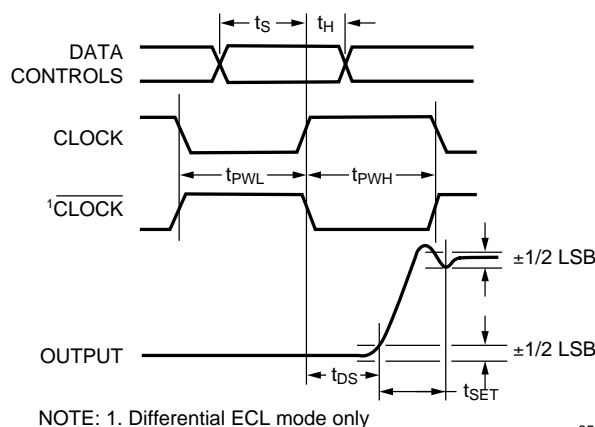 tS
tH
DATA
CONTROLS
CLOCK
tPWL
tPWH
¹CLOCK
±1/2 LSB
OUTPUT
±1/2 LSB
tDS
tSET
NOTE: 1. Differential ECL mode only